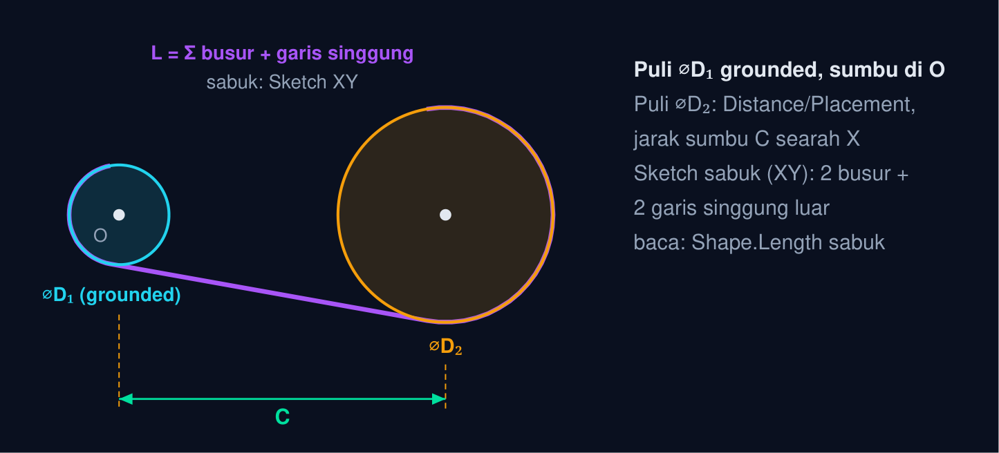 L = Σ busur + garis singgung
sabuk: Sketch XY
O
⌀D₁ (grounded)
⌀D₂
C
Puli ⌀D₁ grounded, sumbu di O
Puli ⌀D₂: Distance/Placement,
jarak sumbu C searah X
Sketch sabuk (XY): 2 busur +
2 garis singgung luar
baca: Shape.Length sabuk